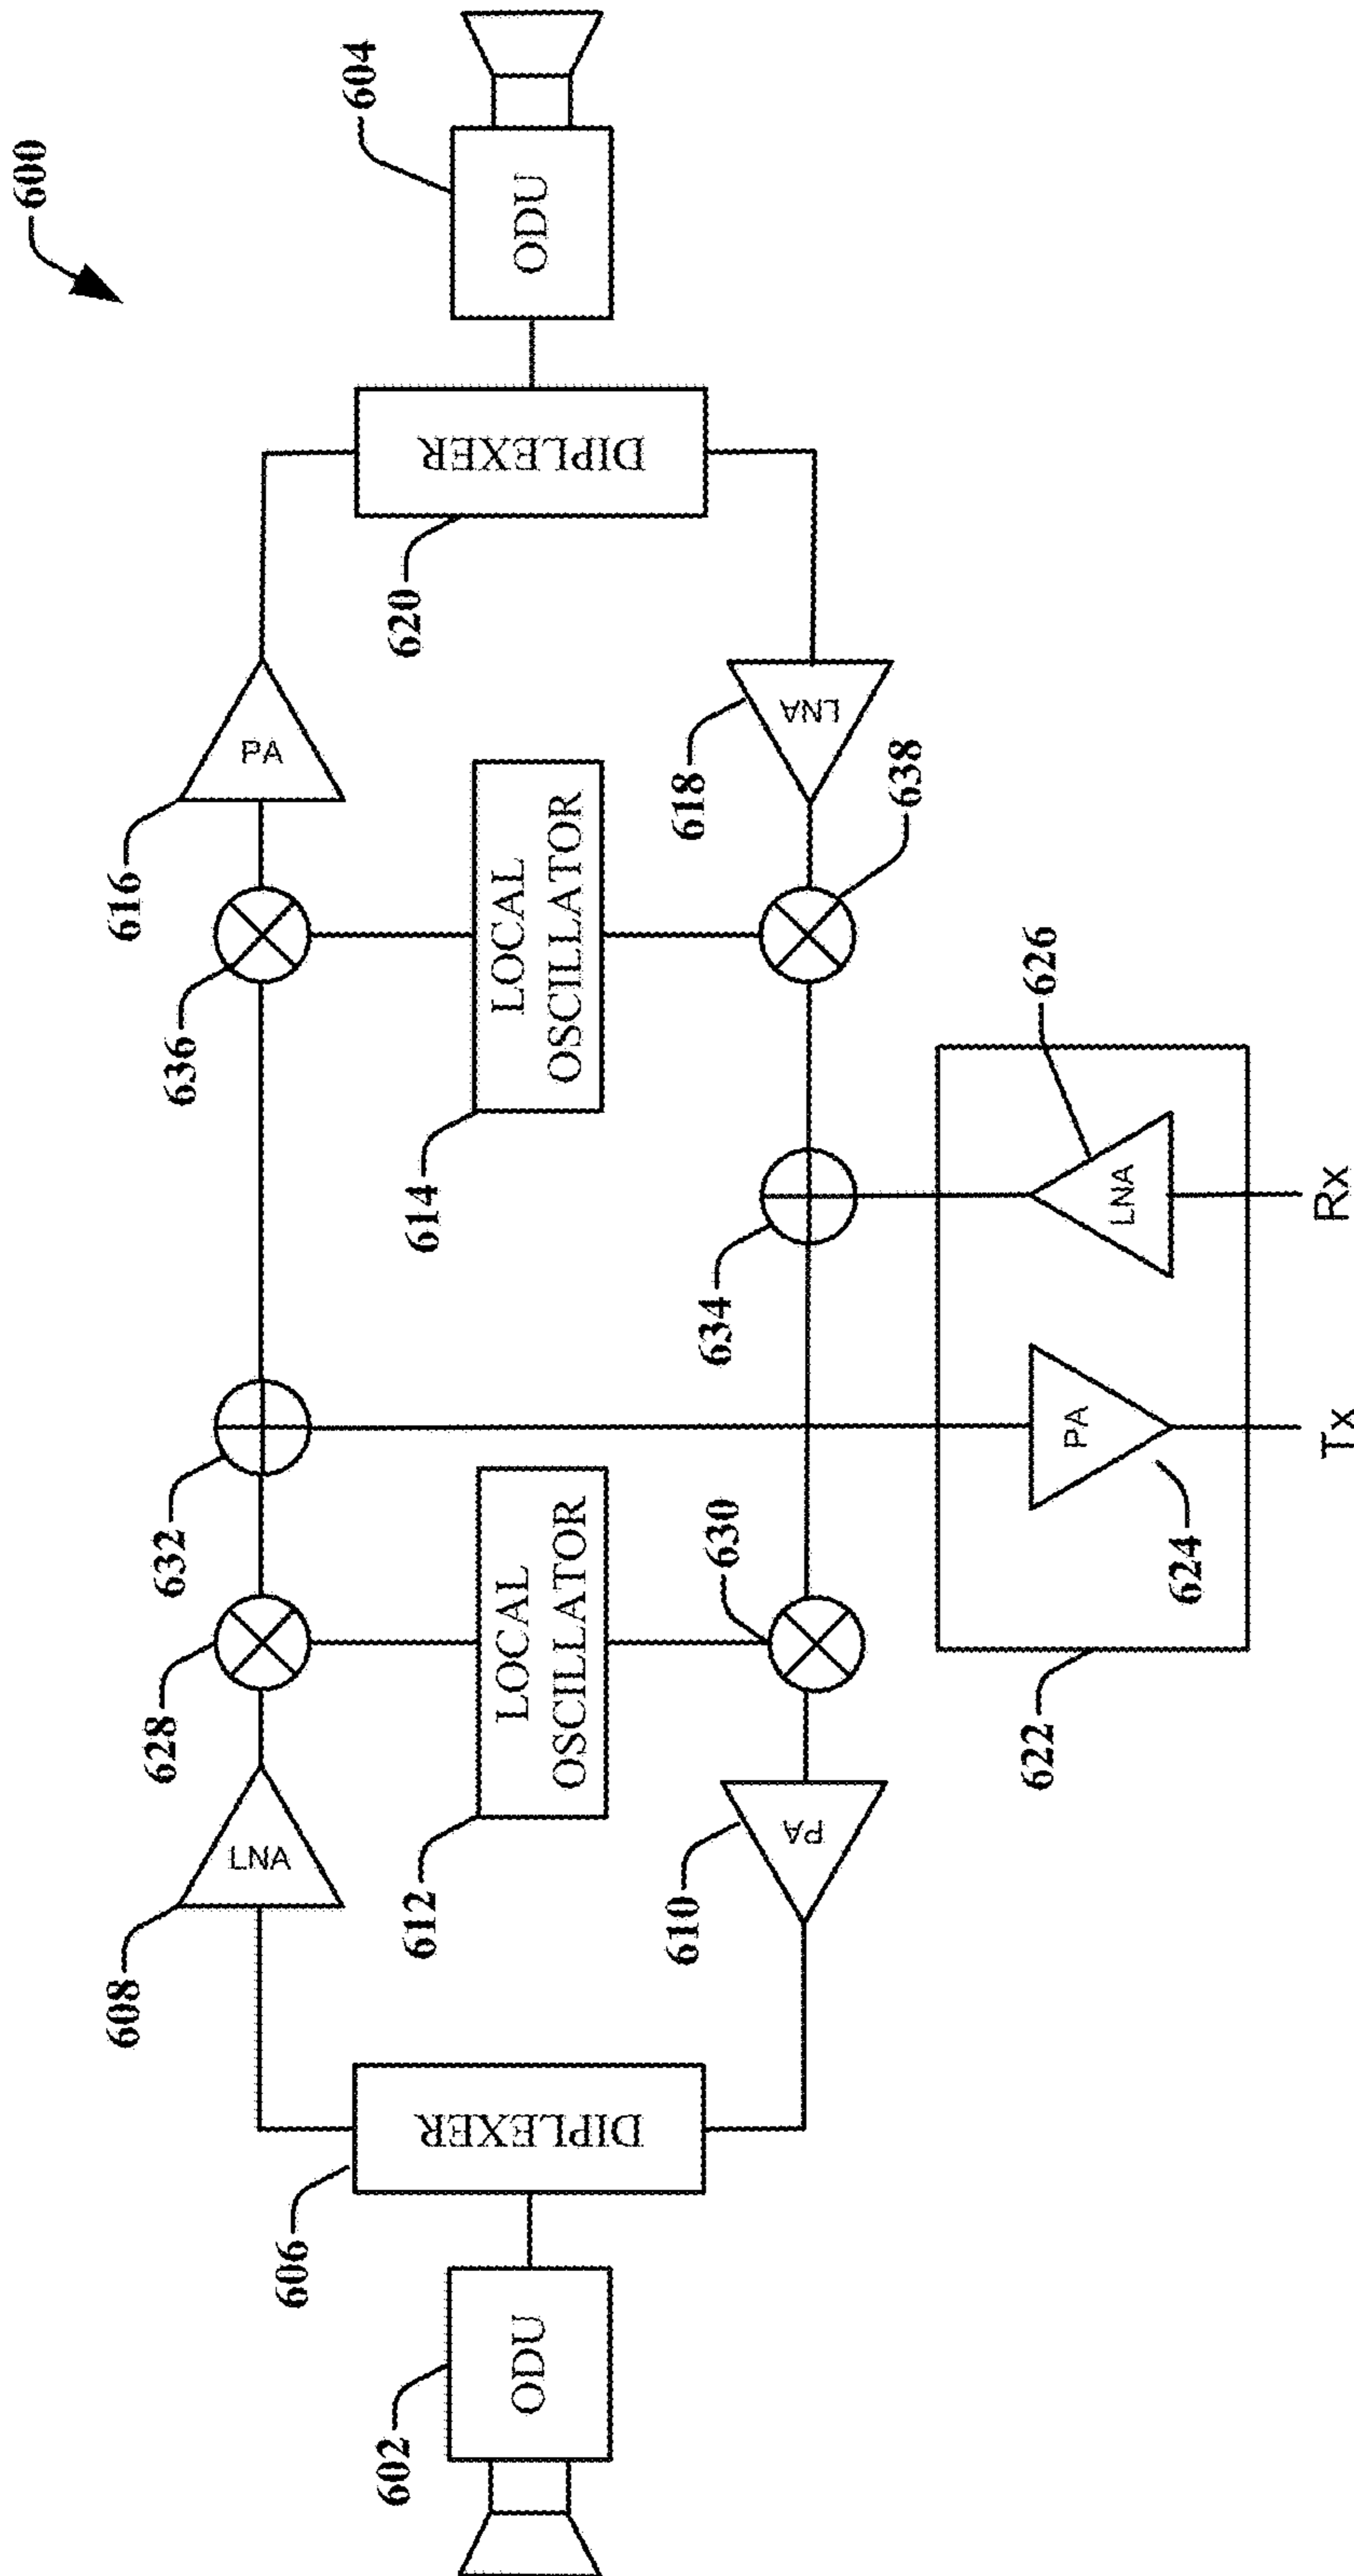 600
604
ODU
616
PA
636
620
DIPLEXER
614
LOCAL
OSCILLATOR
618
LNA
638
632
634
626
LNA
Rx
628
612
LOCAL
OSCILLATOR
630
PA
624
Tx
622
608
LNA
610
PA
606
DIPLEXER
602
ODU